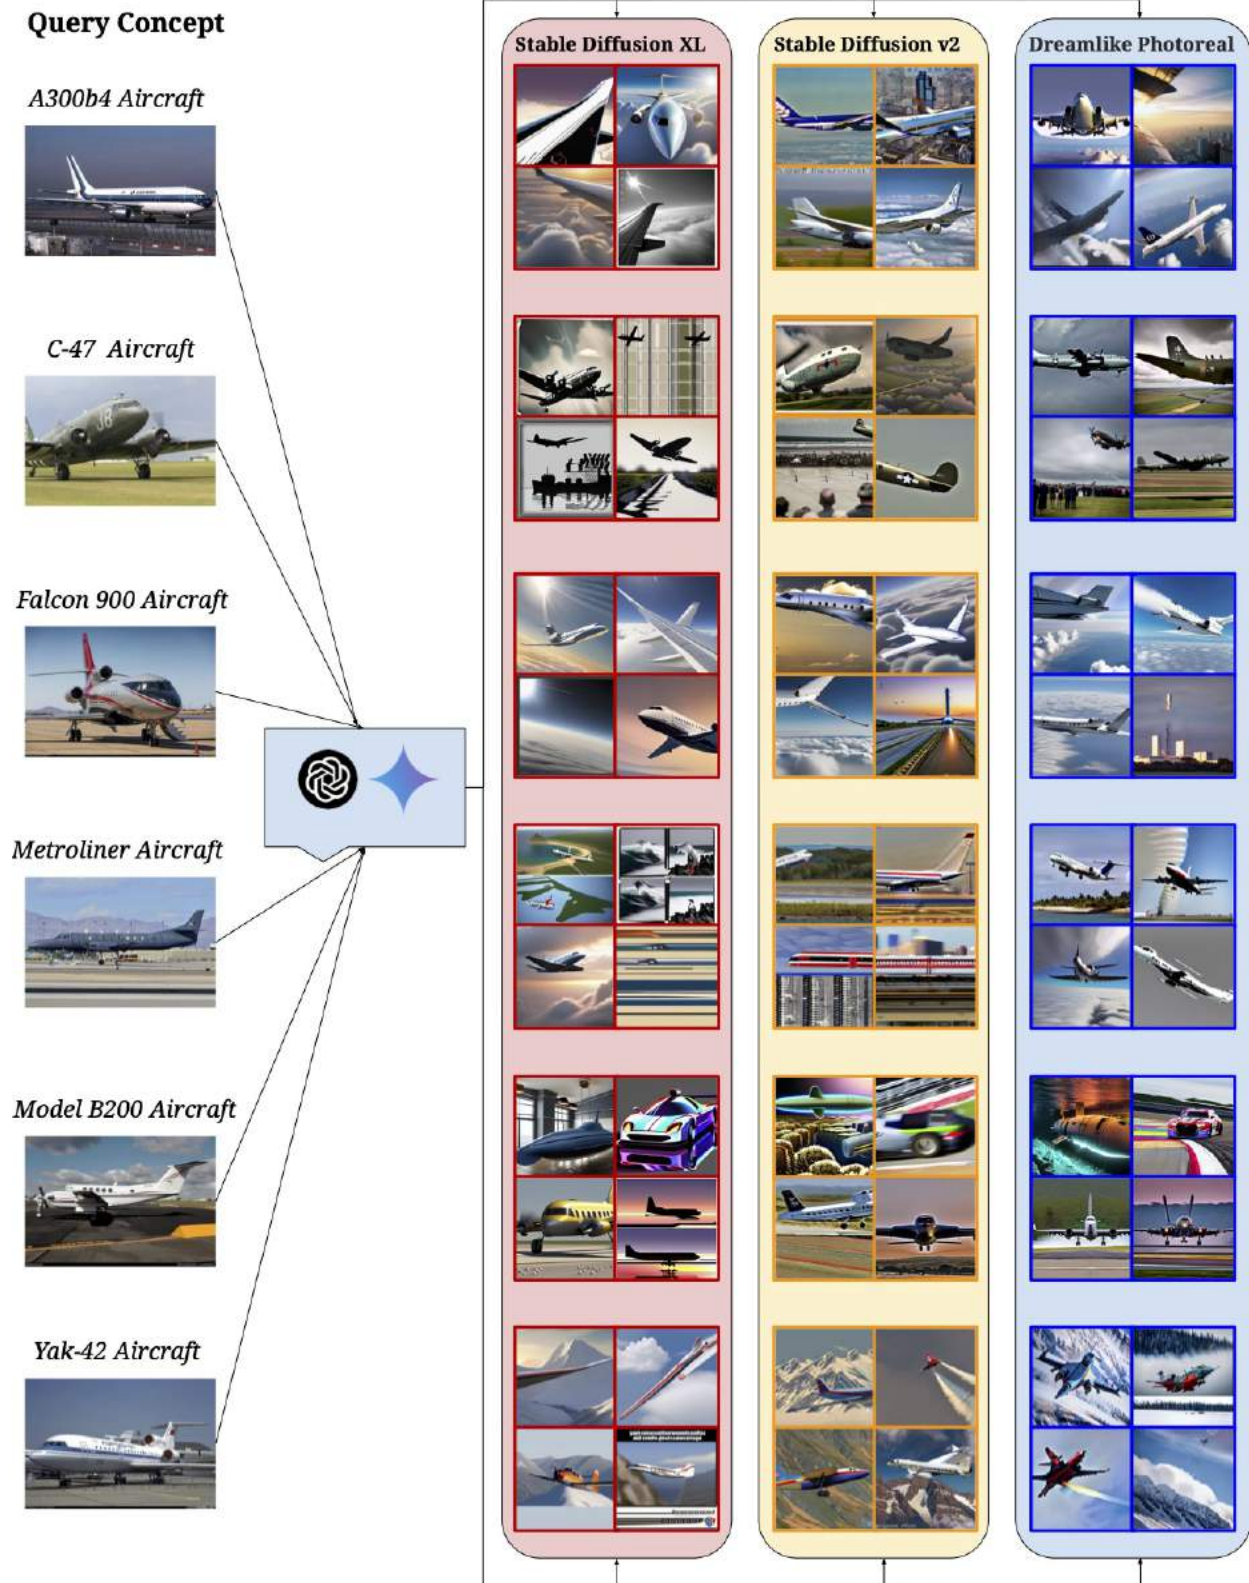 Query Concept
Stable Diffusion XL
Stable Diffusion v2
Dreamlike Photoreal
A300b4 Aircraft
C-47 Aircraft
J8
Falcon 900 Aircraft
Metroliner Aircraft
Model B200 Aircraft
Yak-42 Aircraft